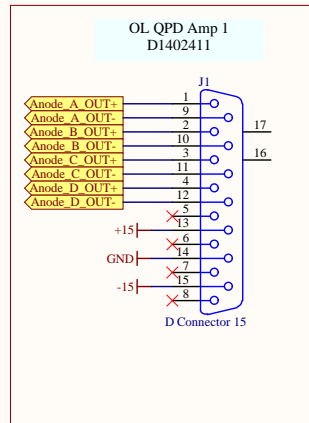 OL QPD Amp 1
D1402411
J1
Anode_A_OUT+ 1
Anode_A_OUT- 9
Anode_B_OUT+ 2
17
Anode_B_OUT- 10
Anode_C_OUT+ 3
16
Anode_C_OUT- 11
Anode_D_OUT+ 4
Anode_D_OUT- 12
5
+15 13
6
GND 14
7
-15 15
8
D Connector 15